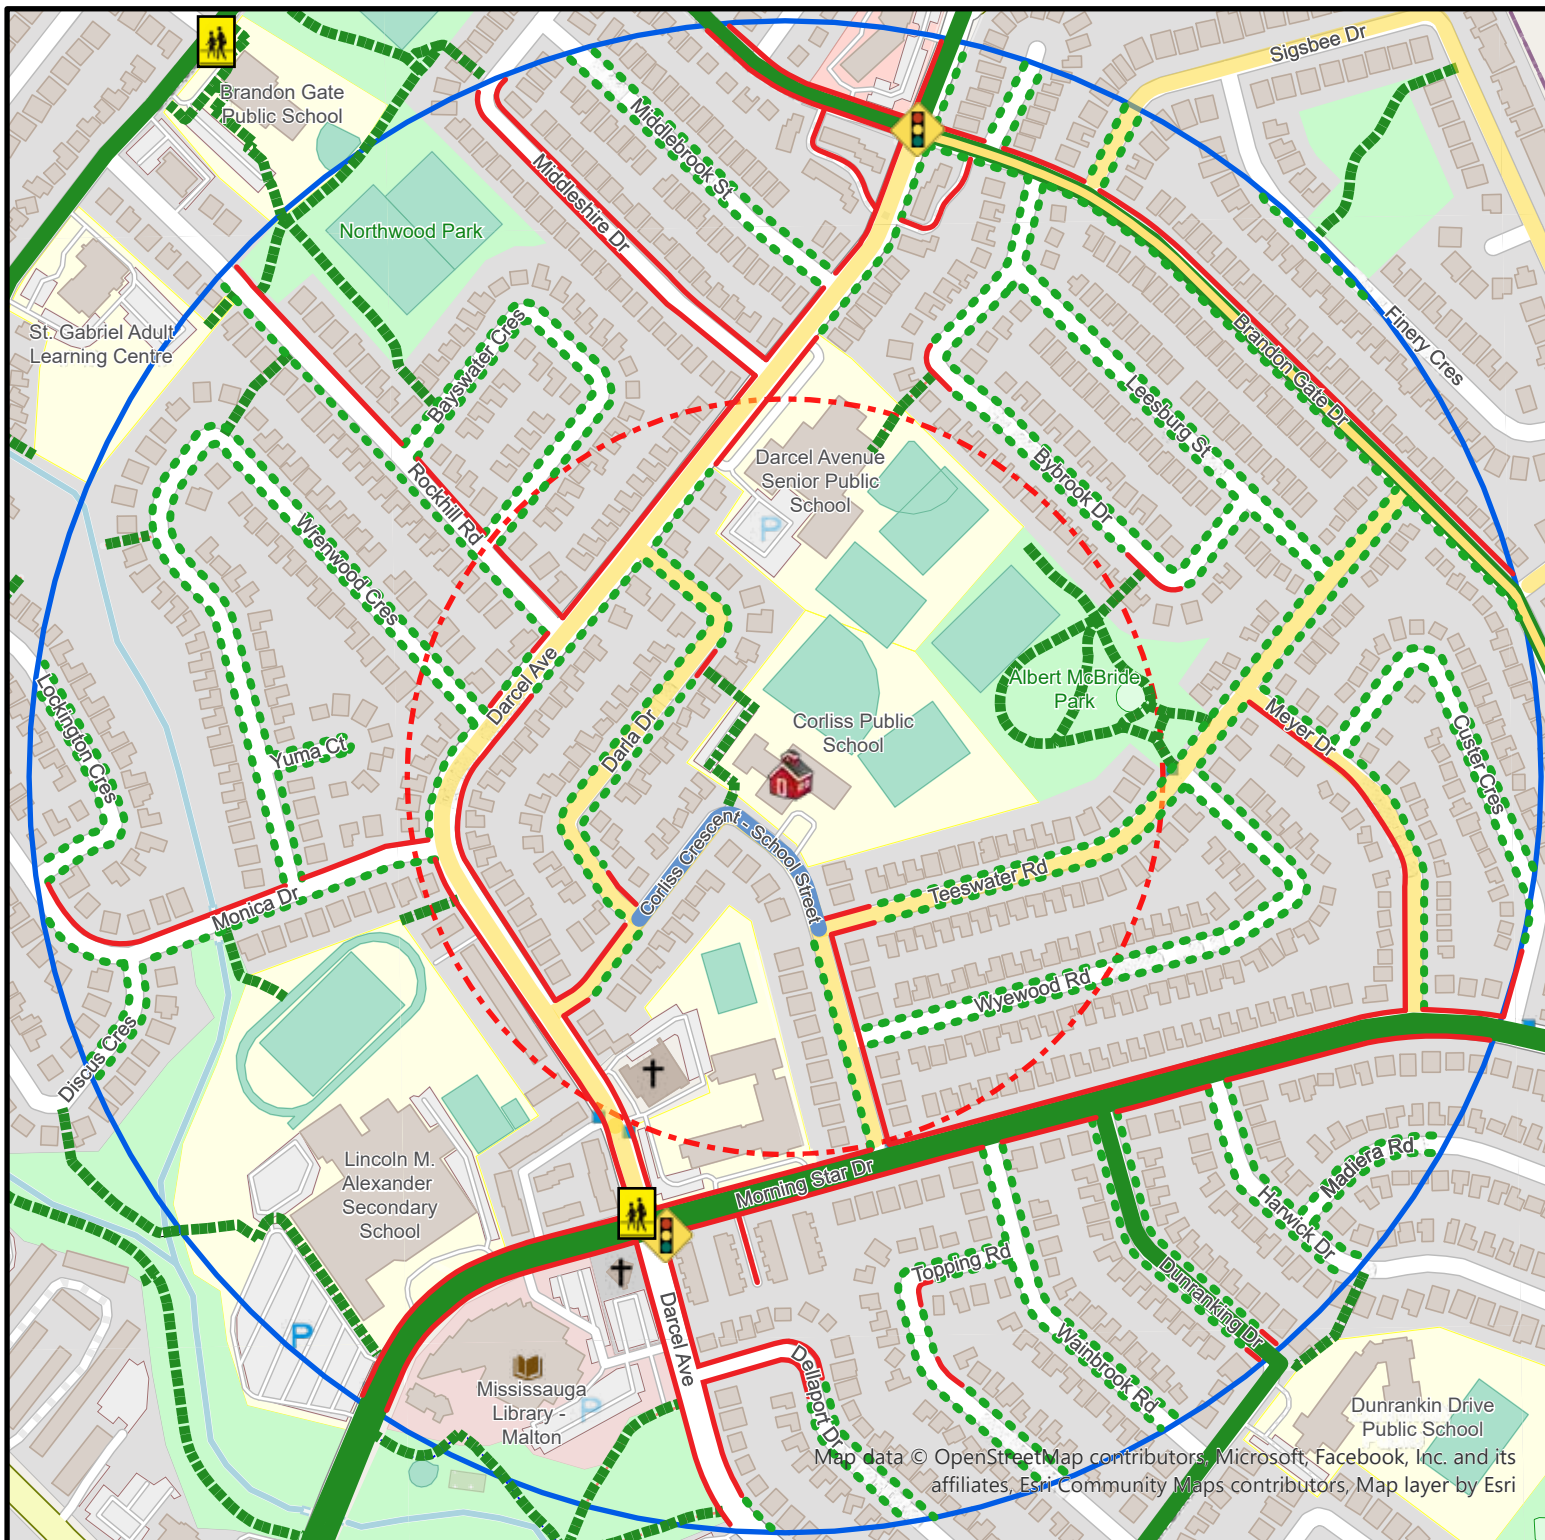 Sigsbee Dr
Brandon Gate
Public School
Middlebrook St
Middleshire Dr
Northwood Park
St. Gabriel Adult
Learning Centre
Finery Cres
Brandon Gate Dr
Bayswater Cres
Leesburg St
Darcel Avenue
Senior Public
School
P
Bybrook Dr
Rockhill Rd
Wrenwood Cres
Darcel Ave
Albert McBride
Park
Lockington Cres
Yuma Ct
Darla Dr
Corliss Public
School
Meyer Dr
Custer Cres
Corliss Crescent - School Street
Teeswater Rd
Monica Dr
Wyewood Rd
Discus Cres
Lincoln M.
Alexander
Secondary
School
Morning Star Dr
Madiera Rd
Harwick Dr
Topping Rd
Dunranking Dr
P
Darcel Ave
Wainbrook Rd
Dellaport Dr
Mississauga
Library -
Malton
P
Dunrankin Drive
Public School
Map data © OpenStreetMap contributors, Microsoft, Facebook, Inc. and its
affiliates, Esri Community Maps contributors, Map layer by Esri